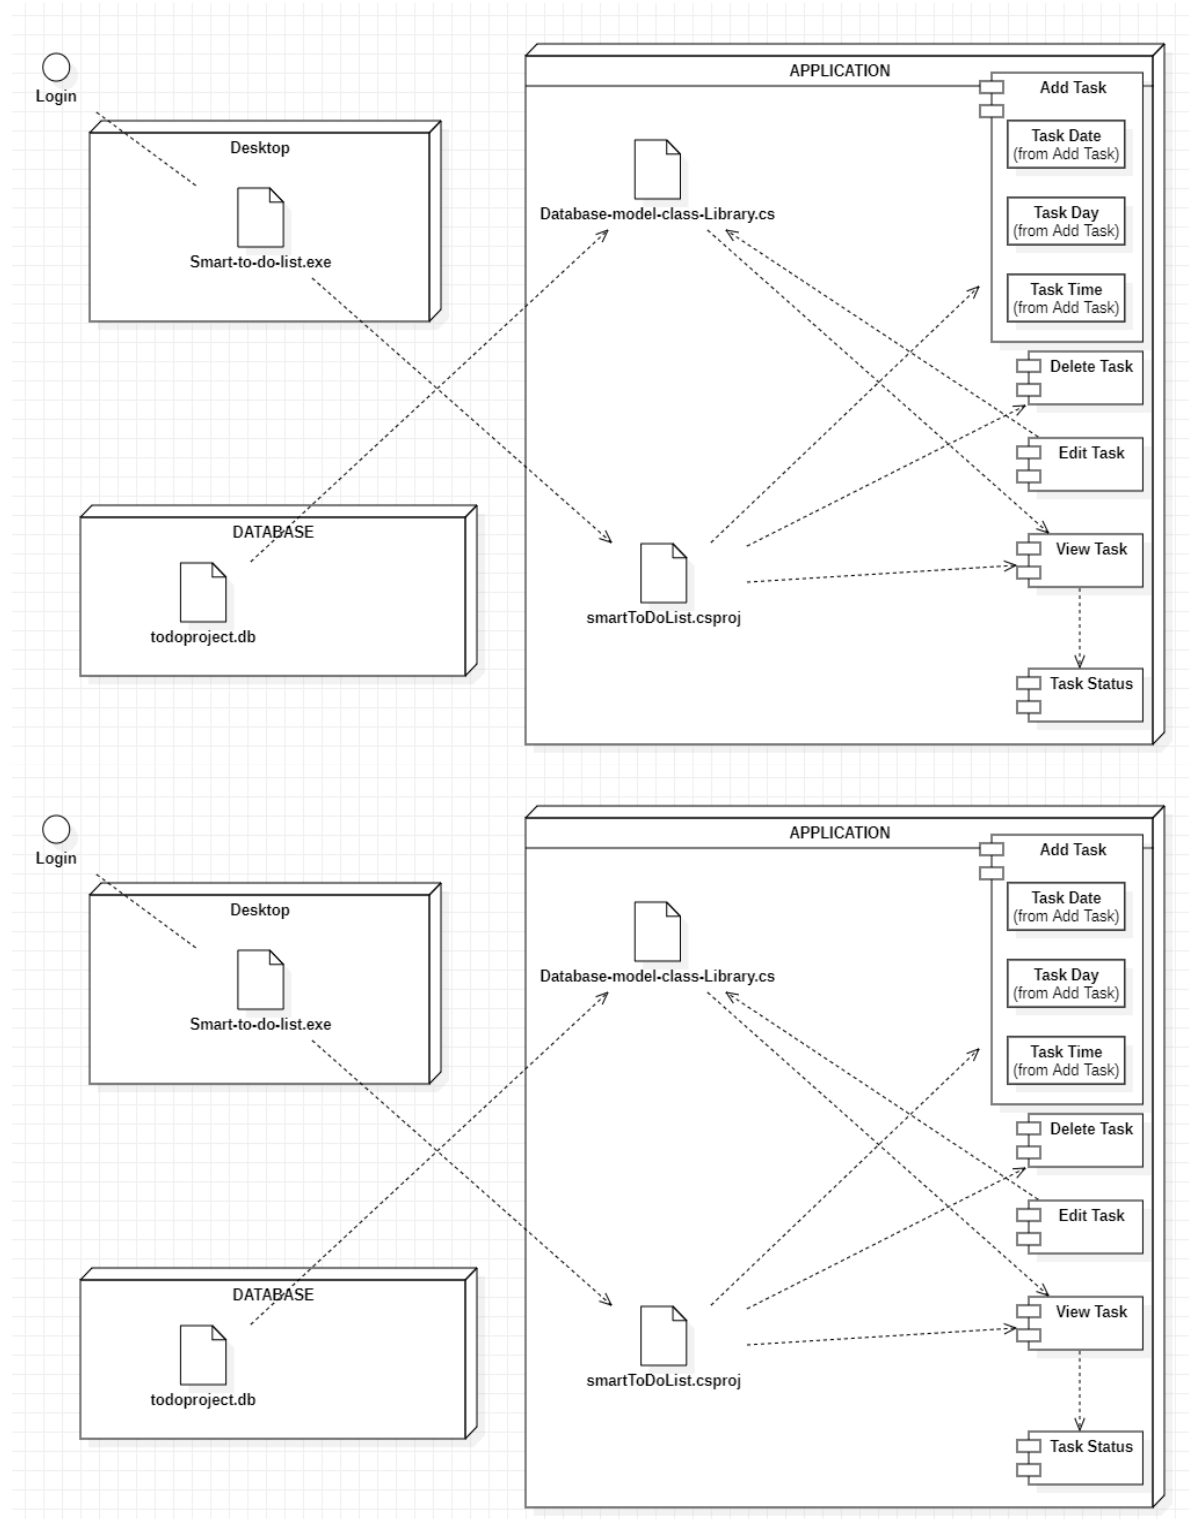 Login
Desktop
Smart-to-do-list.exe
DATABASE
todoproject.db
APPLICATION
Database-model-class-Library.cs
smartToDoList.csproj
Add Task
Task Date
(from Add Task)
Task Day
(from Add Task)
Task Time
(from Add Task)
Delete Task
Edit Task
View Task
Task Status
Login
Desktop
Smart-to-do-list.exe
DATABASE
todoproject.db
APPLICATION
Database-model-class-Library.cs
smartToDoList.csproj
Add Task
Task Date
(from Add Task)
Task Day
(from Add Task)
Task Time
(from Add Task)
Delete Task
Edit Task
View Task
Task Status